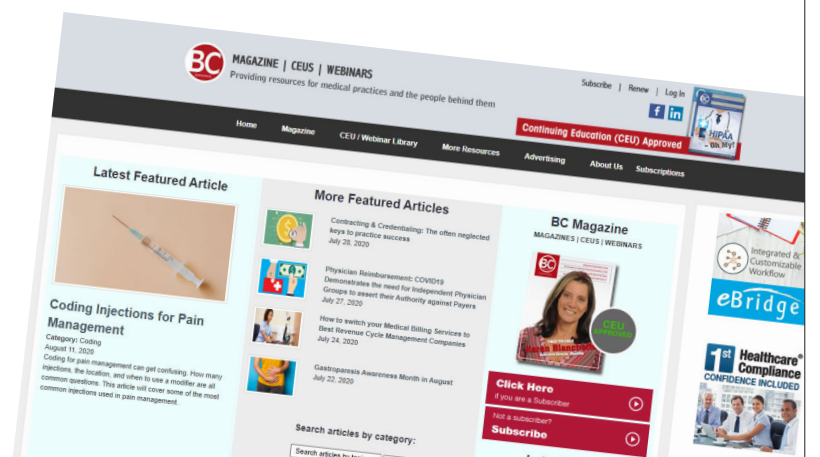 BC
MAGAZINE | CEUS | WEBINARS
Providing resources for medical practices and the people behind them
Subscribe | Renew | Log In
f in
Continuing Education (CEU) Approved
HIPAA
Oh My!
Home Magazine CEU / Webinar Library More Resources Advertising About Us Subscriptions
Latest Featured Article
Coding Injections for Pain
Management
Category: Coding
August 11, 2020
Coding for pain management can get confusing. How many
injections, the location, and when to use a modifier are all
common questions. This article will cover some of the most
common injections used in pain management.
More Featured Articles
Contracting & Credentialing: The often neglected
keys to practice success
July 28, 2020
Physician Reimbursement: COVID19
Demonstrates the need for Independent Physician
Groups to assert their Authority against Payers
July 27, 2020
How to switch your Medical Billing Services to
Best Revenue Cycle Management Companies
July 24, 2020
Gastroparesis Awareness Month in August
July 22, 2020
Search articles by category:
Search articles by
BC Magazine
MAGAZINES | CEUS | WEBINARS
BC
CEU
APPROVED
Click Here
if you are a Subscriber
Not a subscriber?
Subscribe
Integrated &
Customizable
Workflow
eBridge
1st Healthcare
Compliance
CONFIDENCE INCLUDED